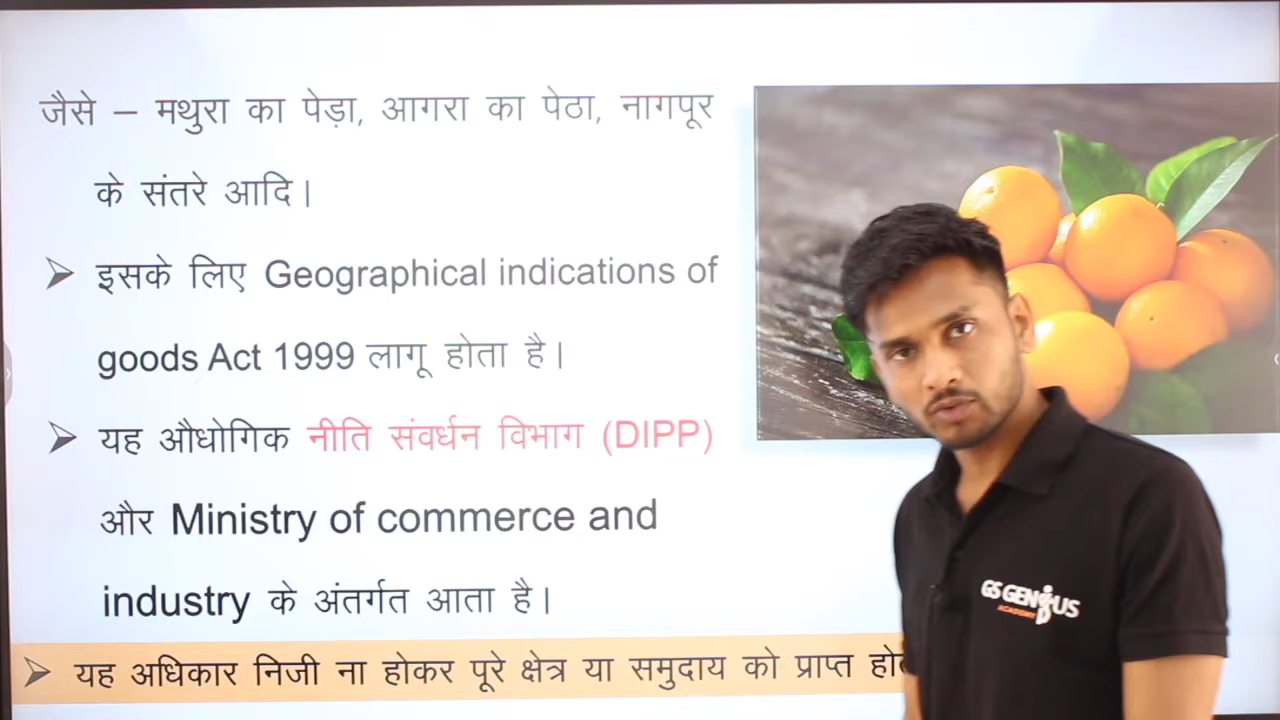 जैसे – मथुरा का पेड़ा, आगरा का पेठा, नागपूर
के संतरे आदि।
इसके लिए Geographical indications of
goods Act 1999 लागू होता है।
यह औधोगिक नीति संवर्धन विभाग (DIPP)
और Ministry of commerce and
industry के अंतर्गत आता है।
यह अधिकार निजी ना होकर पूरे क्षेत्र या समुदाय को प्राप्त
GS GENIUS
ACADEMY